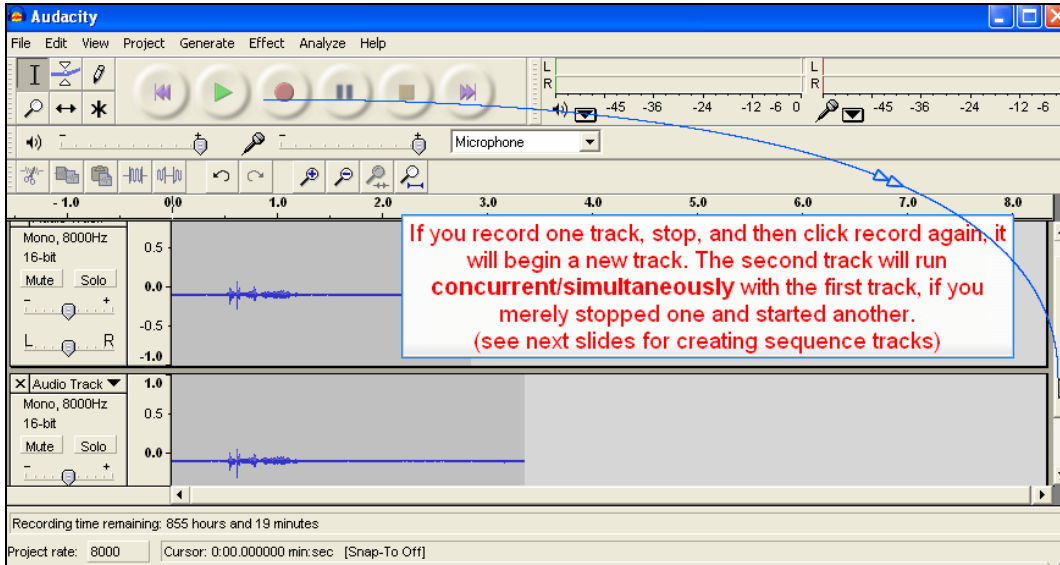 Audacity
File Edit View Project Generate Effect Analyze Help
L
R
-45 -36 -24 -12 -6 0
L
R
-45 -36 -24 -12 -6
- + - + Microphone
- 1.0 0,0 1.0 2.0 3.0 4.0 5.0 6.0 7.0 8.0
Mono, 8000Hz
16-bit
Mute Solo
- +
L R
0.5
0.0
-0.5
-1.0
If you record one track, stop, and then click record again, it
will begin a new track. The second track will run
concurrent/simultaneously with the first track, if you
merely stopped one and started another.
(see next slides for creating sequence tracks)
X Audio Track
Mono, 8000Hz
16-bit
Mute Solo
- +
1.0
0.5
0.0
Recording time remaining: 855 hours and 19 minutes
Project rate: 8000 Cursor: 0:00.000000 min:sec [Snap-To Off]